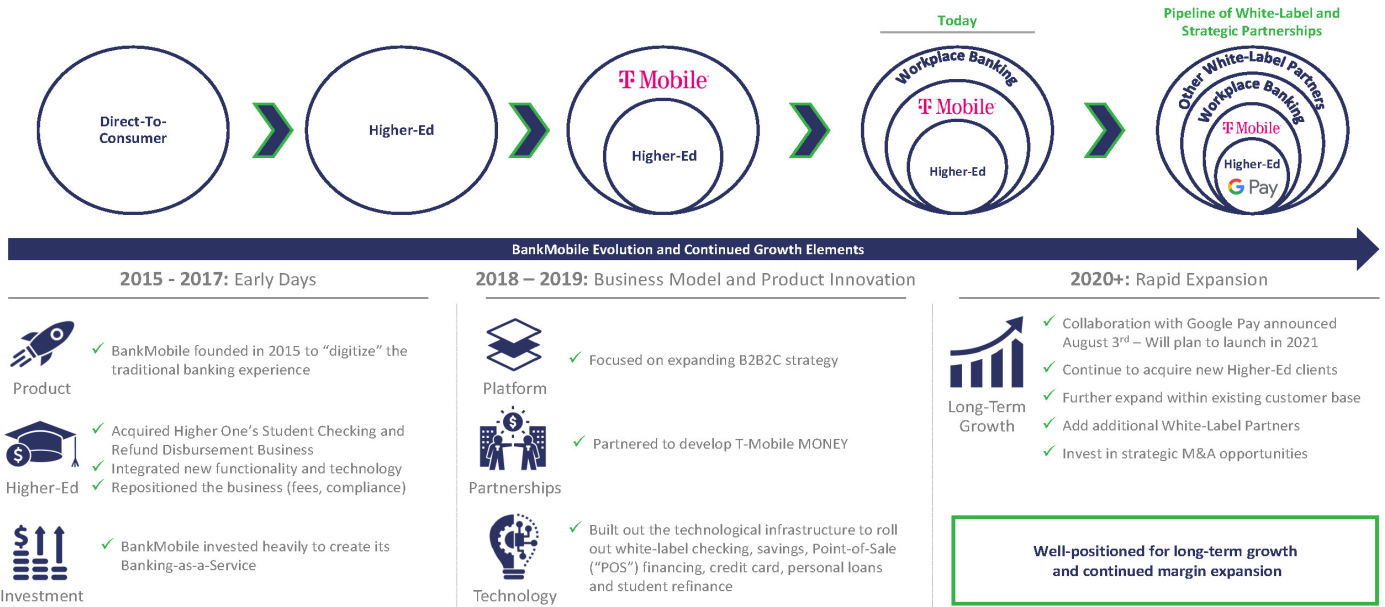 Today
Pipeline of White-Label and
Strategic Partnerships
Direct-To-
Consumer
Higher-Ed
T Mobile
Higher-Ed
Workplace Banking
T Mobile
Higher-Ed
Other White-Label Partners
Workplace Banking
T Mobile
Higher-Ed
G Pay
BankMobile Evolution and Continued Growth Elements
2015 - 2017: Early Days
Product
✓ BankMobile founded in 2015 to “digitize” the
traditional banking experience
Higher-Ed
✓ Acquired Higher One’s Student Checking and
Refund Disbursement Business
✓ Integrated new functionality and technology
✓ Repositioned the business (fees, compliance)
Investment
✓ BankMobile invested heavily to create its
Banking-as-a-Service
2018 – 2019: Business Model and Product Innovation
Platform
✓ Focused on expanding B2B2C strategy
Partnerships
✓ Partnered to develop T-Mobile MONEY
Technology
✓ Built out the technological infrastructure to roll
out white-label checking, savings, Point-of-Sale
(“POS”) financing, credit card, personal loans
and student refinance
2020+: Rapid Expansion
Long-Term
Growth
✓ Collaboration with Google Pay announced
August 3rd – Will plan to launch in 2021
✓ Continue to acquire new Higher-Ed clients
✓ Further expand within existing customer base
✓ Add additional White-Label Partners
✓ Invest in strategic M&A opportunities
Well-positioned for long-term growth
and continued margin expansion